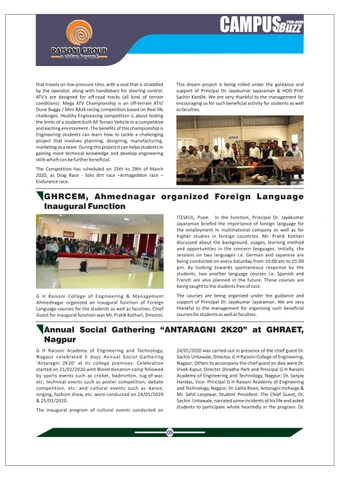 CAMPUS
FEB-2020
BUZZ
RAISONI GROUP
a vision beyond
that travels on low-pressure tires, with a seat that is straddled
by the operator, along with handlebars for steering control.
ATV's are designed for off-road tracks (all kind of terrain
conditions). Mega ATV Championship is an off-terrain ATV/
Dune Buggy / Mini BAJA racing competition based on Real life
challenges. Healthy Engineering competition is about testing
the limits of a student-built All Terrain Vehicle in a competitive
and exciting environment. The benefits of this championship is
Engineering students can learn how to tackle a challenging
project that involves planning, designing, manufacturing,
marketing as a team. During this project it can helps students in
gaining more technical knowledge and develop engineering
skills which can be further beneficial.
The Competition has scheduled on 25th to 29th of March
2020, as Drag Race - Solo dirt race –Armageddon race –
Endurance race.
This dream project is being rolled under the guidance and
support of Principal Dr. Jayakumar Jayaraman & HOD Prof.
Sachin Kardile. We are very thankful to the management for
encouraging us for such beneficial activity for students as well
as faculties.
GHRCEM, Ahmednagar organized Foreign Language
Inaugural Function
G H Raisoni College of Engineering & Management
Ahmednagar organized an Inaugural function of Foreign
Language courses for the students as well as faculties. Chief
Guest for inaugural function was Mr. Pratik Kothari, Director,
ITESKUL, Pune. In the function, Principal Dr. Jayakumar
Jayaraman briefed the importance of foreign language for
the employment in multinational company as well as for
higher studies in foreign countries. Mr. Pratik Kothari
discussed about the background, usages, learning method
and opportunities in the concern languages. Initially, the
sessions on two languages i.e. German and Japanese are
being conducted on every Saturday from 10:00 am to 01:00
pm. By looking towards spontaneous response by the
students, two another language courses i.e. Spanish and
French are also planned in the future. These courses are
being taught to the students free of cost.
The courses are being organized under the guidance and
support of Principal Dr. Jayakumar Jayaraman. We are very
thankful to the management for organizing such beneficial
courses for students as well as faculties.
Annual Social Gathering "ANTARAGNI 2K20" at GHRAET,
Nagpur
G H Raisoni Academy of Engineering and Technology,
Nagpur celebrated 5 days Annual Social Gathering
'Antaragni 2K20' at its college premises. Celebration
started on 21/01/2020 with Blood donation camp followed
by sports events such as cricket, badminton, tug-of-war,
etc; technical events such as poster competition, debate
competition, etc. and cultural events such as dance,
singing, fashion show, etc. were conducted on 24/01/2020
& 25/01/2020.
The inaugural program of cultural events conducted on
24/01/2020 was carried out in presence of the chief guest Dr.
Sachin Untawale, Director, G H Raisoni College of Engineering,
Nagpur. Others to accompany the chief guest on dais were Dr.
Vivek Kapur, Director Shradha Park and Principal G H Raisoni
Academy of Engineering and Technology, Nagpur; Dr. Sanjay
Haridas, Vice- Principal G H Raisoni Academy of Engineering
and Technology, Nagpur; Dr. Lalita Bisen, Antaragni Incharge &
Mr. Sahil Lanjewar, Student President. The Chief Guest, Dr.
Sachin Untawale, narrated some incidents of his life and asked
students to participate whole heartedly in the program. Dr.